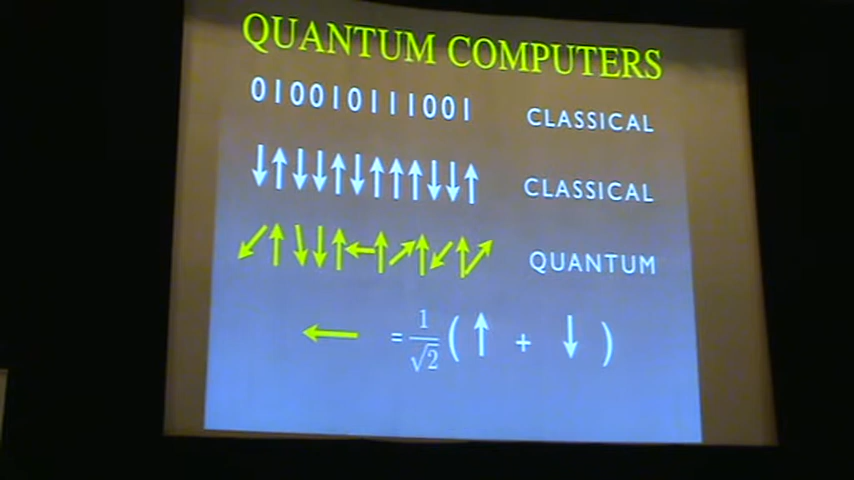 QUANTUM COMPUTERS
010010111001 CLASSICAL
↓↑↓↓↑↓↑↑↑↓↓↑ CLASSICAL
↙↑↓↓↑←↑↗↑↙↑↗ QUANTUM
← = 1/√2 ( ↑ + ↓ )